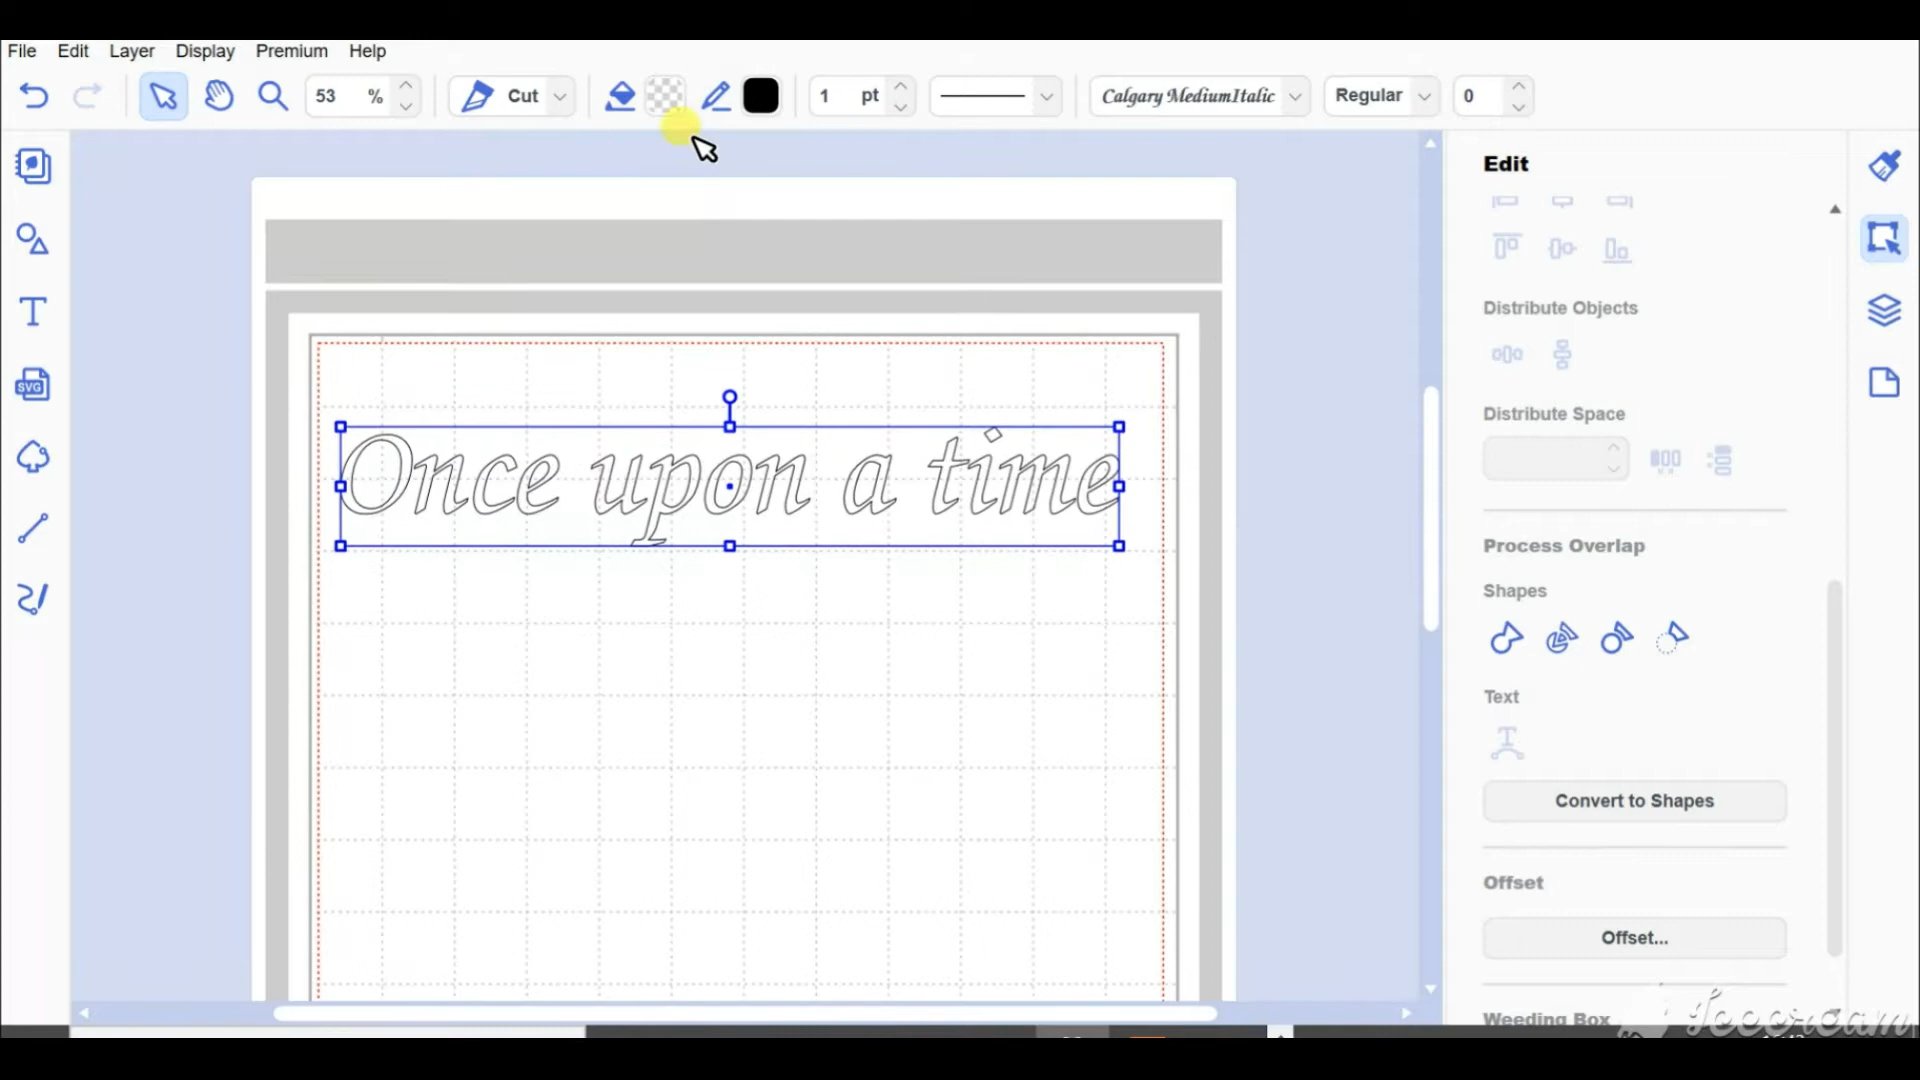 File Edit Layer Display Premium Help
53 % Cut 1 pt Calgary MediumItalic Regular 0
Edit
SVG
Distribute Objects
Distribute Space
Once upon a time
Process Overlap
Shapes
Text
Convert to Shapes
Offset
Offset...
Weeding Box